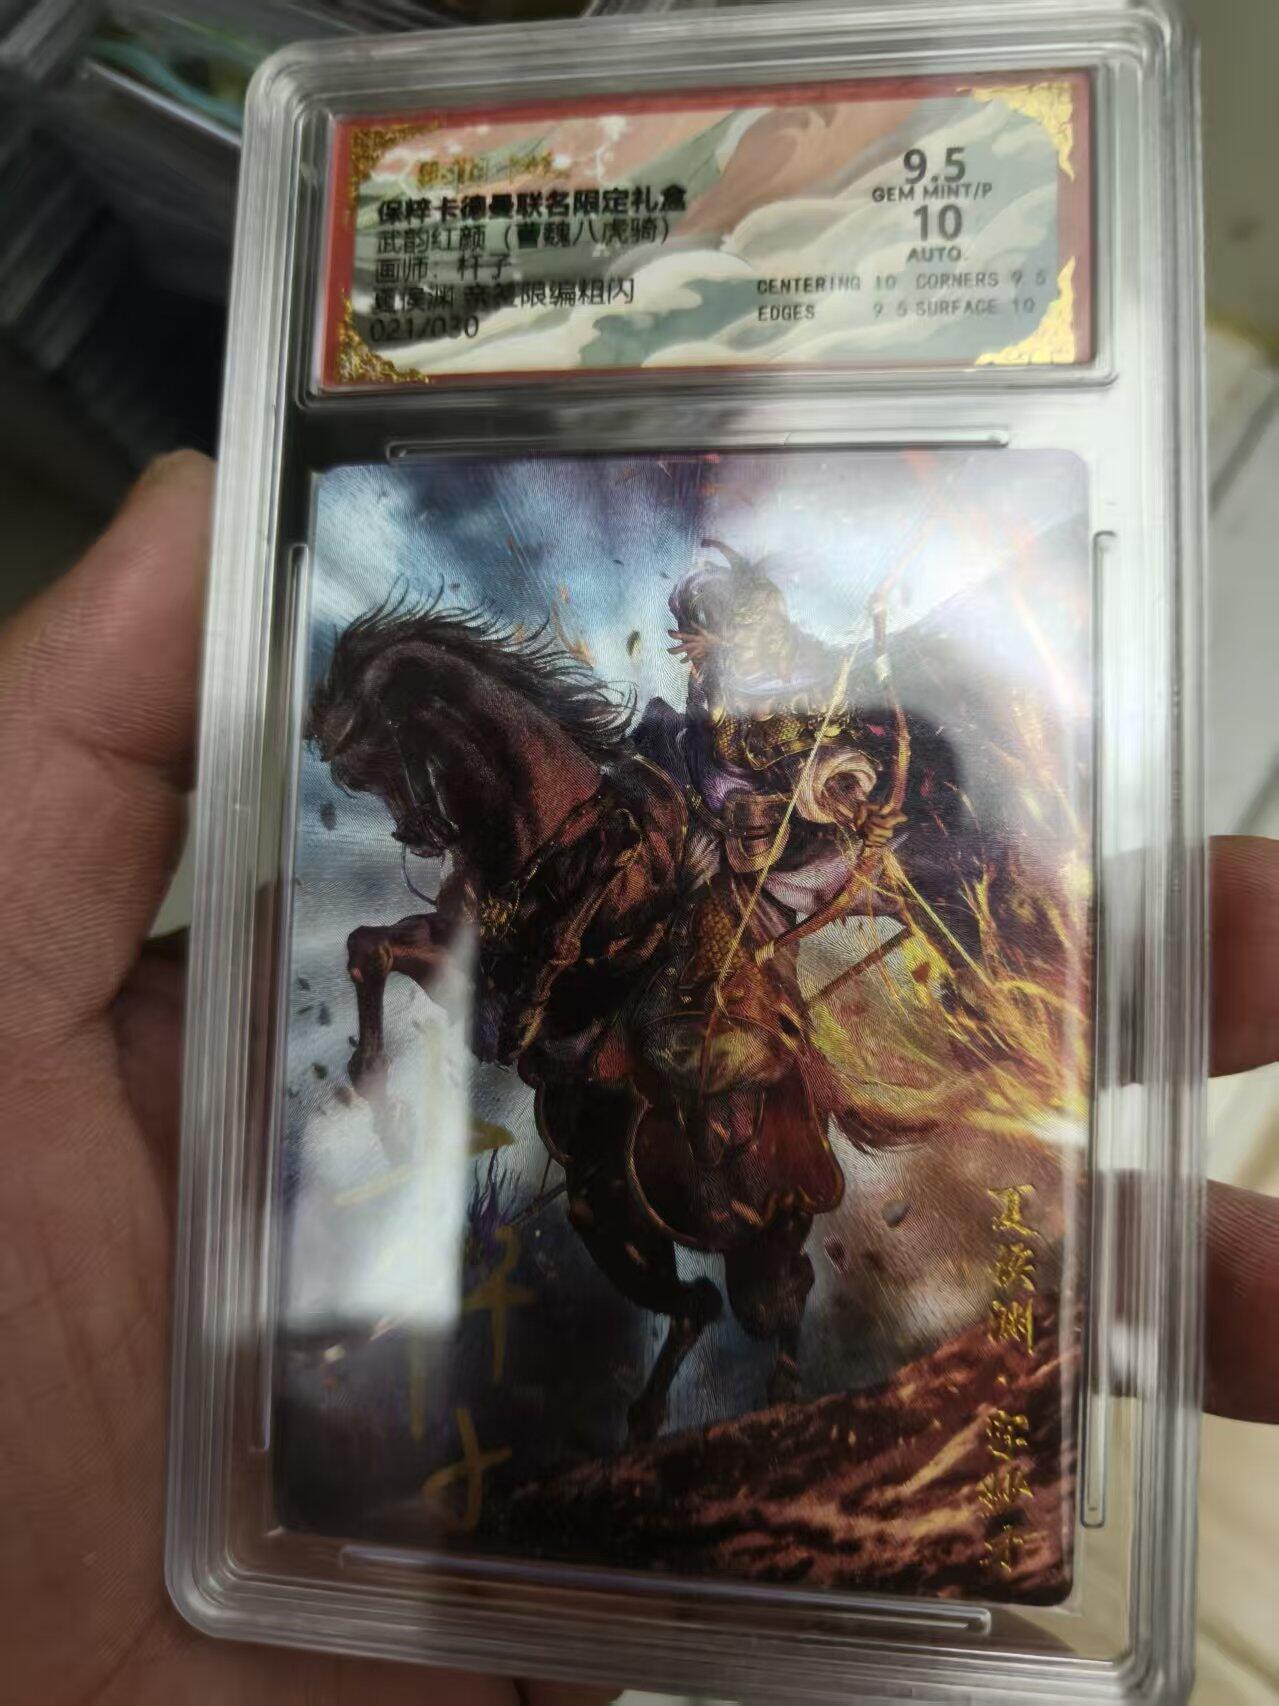 保粹卡德曼联名限定礼盒
武韵红颜（曹魏八虎骑）
画师：杆子
夏侯渊 亲签限编粗闪
021/030
9.5
GEM MINT/P
10
AUTO.
CENTERING 10 CORNERS 9.5
EDGES 9.5 SURFACE 10
夏侯渊
杆子